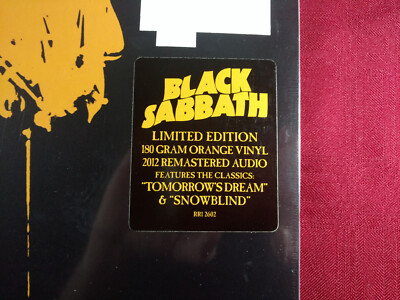 BLACK
SABBATH
LIMITED EDITION
180 GRAM ORANGE VINYL
2012 REMASTERED AUDIO
FEATURES THE CLASSICS:
"TOMORROW'S DREAM"
& "SNOWBLIND"
RR1 2602